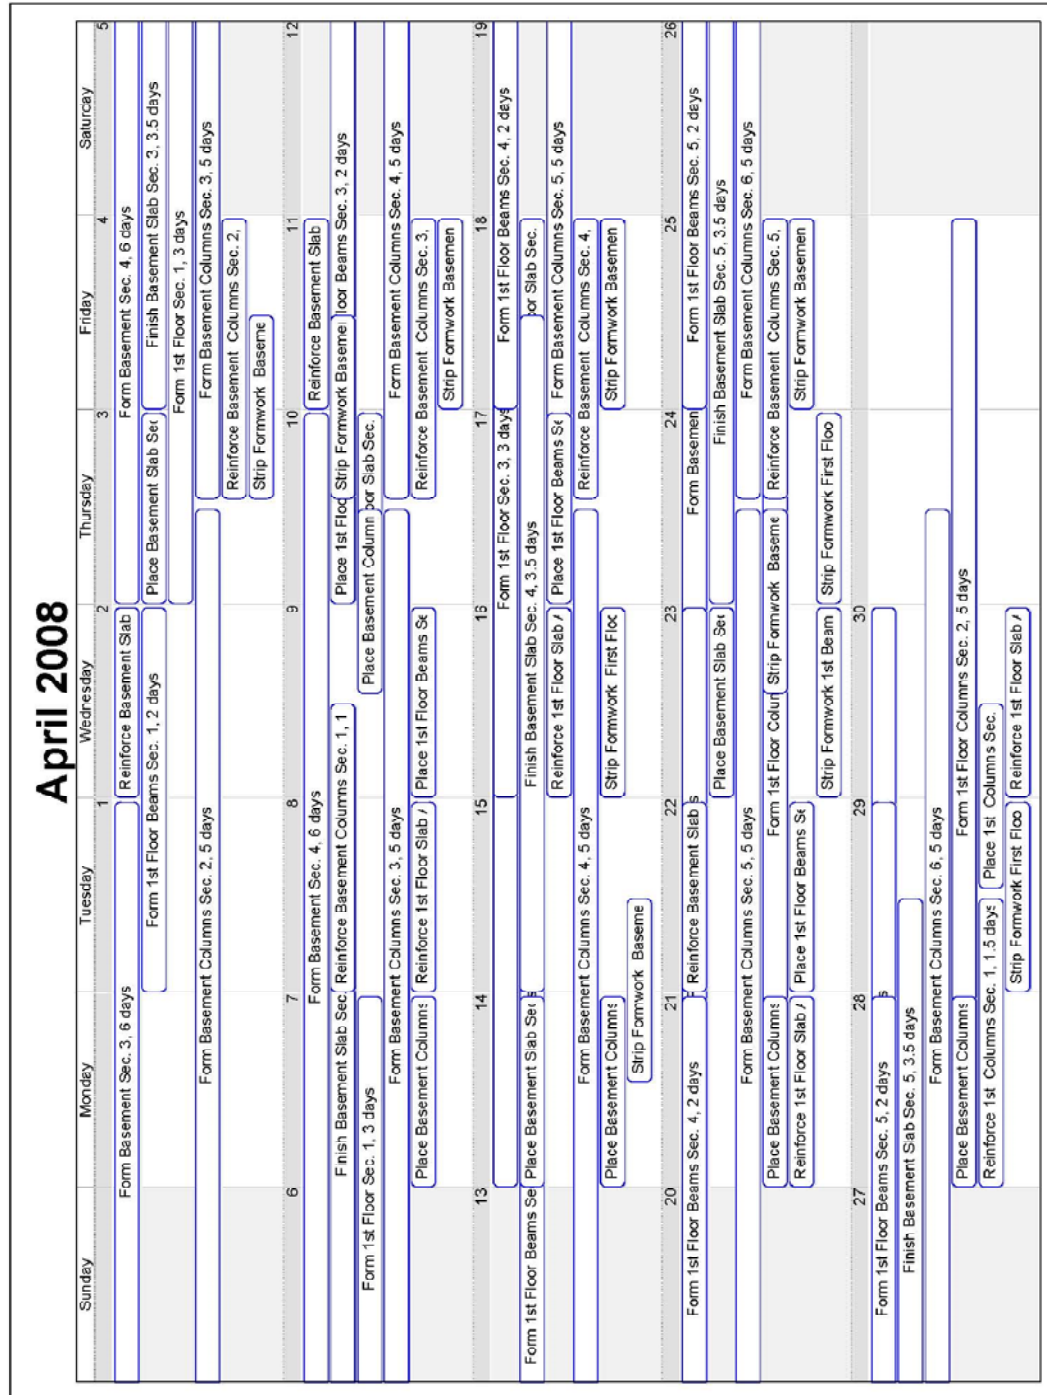 April 2008
Sunday Monday Tuesday Wednesday Thursday Friday Saturday
1 2 3 4 5
Form Basement Sec. 3, 6 days
Reinforce Basement Slab
Form Basement Sec. 4, 6 days
Form 1st Floor Beams Sec. 1, 2 days
Place Basement Slab Sec
Finish Basement Slab Sec. 3, 3.5 days
Form 1st Floor Sec. 1, 3 days
Form Basement Columns Sec. 2, 5 days
Form Basement Columns Sec. 3, 5 days
Reinforce Basement Columns Sec. 2,
Strip Formwork Baseme
6 7 8 9 10 11 12
Form Basement Sec. 4, 6 days
Reinforce Basement Slab
Finish Basement Slab Sec.
Reinforce Basement Columns Sec. 1, 1
Place 1st Floo
Strip Formwork Basemen
loor Beams Sec. 3, 2 days
Form 1st Floor Sec. 1, 3 days
Place Basement Column
oor Slab Sec.
Form Basement Columns Sec. 3, 5 days
Form Basement Columns Sec. 4, 5 days
Place Basement Columns
Reinforce 1st Floor Slab
Place 1st Floor Beams Se
Reinforce Basement Columns Sec. 3,
Strip Formwork Basemen
13 14 15 16 17 18 19
Form 1st Floor Sec. 3, 3 days
Form 1st Floor Beams Sec. 4, 2 days
Form 1st Floor Beams Se
Place Basement Slab Se
Finish Basement Slab Sec. 4, 3.5 days
oor Slab Sec.
Reinforce 1st Floor Slab
Place 1st Floor Beams Se
Form Basement Columns Sec. 5, 5 days
Form Basement Columns Sec. 4, 5 days
Reinforce Basement Columns Sec. 4,
Place Basement Columns
Strip Formwork First Floo
Strip Formwork Basemen
Strip Formwork Baseme
20 21 22 23 24 25 26
Form 1st Floor Beams Sec. 4, 2 days
Reinforce Basement Slab
Form Basemen
Form 1st Floor Beams Sec. 5, 2 days
Place Basement Slab Sec
Finish Basement Slab Sec. 5, 3.5 days
Form Basement Columns Sec. 5, 5 days
Form Basement Columns Sec. 6, 5 days
Place Basement Columns
Form 1st Floor Colum
Strip Formwork Baseme
Reinforce Basement Columns Sec. 5,
Reinforce 1st Floor Slab
Place 1st Floor Beams Se
Strip Formwork Basemen
Strip Formwork 1st Beam
Strip Formwork First Floo
27 28 29 30
Form 1st Floor Beams Sec. 5, 2 days
Finish Basement Slab Sec. 5, 3.5 days
Form Basement Columns Sec. 6, 5 days
Place Basement Columns
Form 1st Floor Columns Sec. 2, 5 days
Reinforce 1st Columns Sec. 1, 1.5 days
Place 1st Columns Sec.
Strip Formwork First Floo
Reinforce 1st Floor Slab